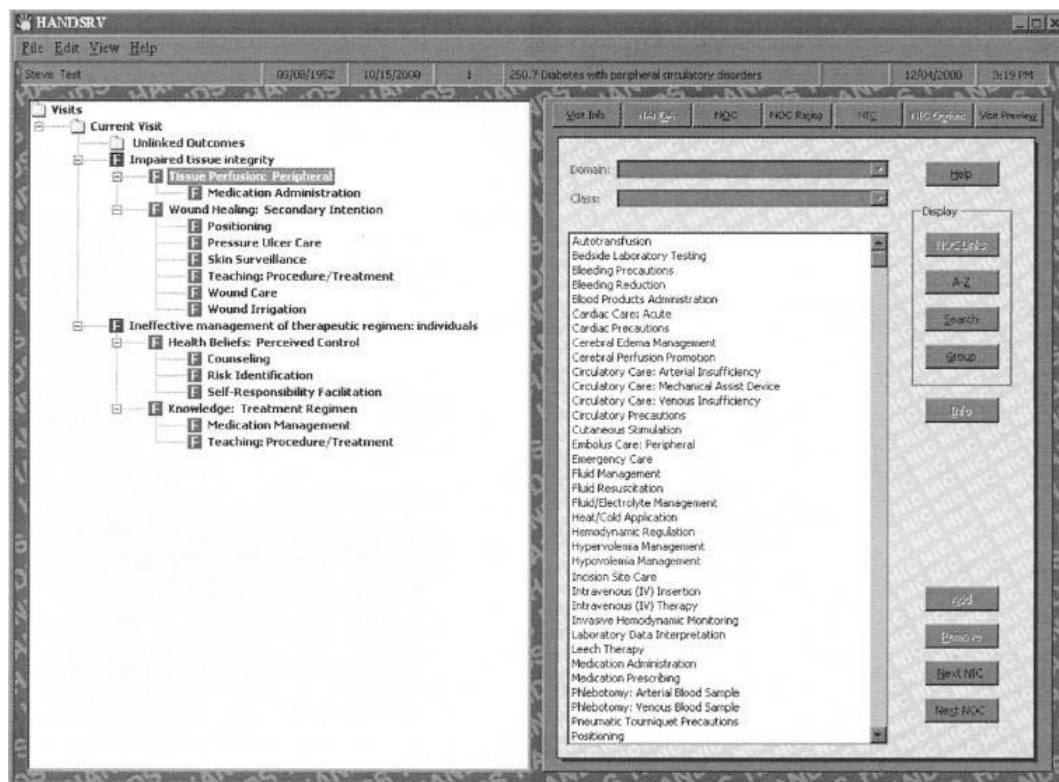 HANDSRV
File Edit View Help
Steve Test 09/08/1952 10/15/2000 1 250.7 Diabetes with peripheral circulatory disorders 12/04/2000 3:19 PM
Visits
Current Visit
Unlinked Outcomes
F Impaired tissue integrity
F Tissue Perfusion: Peripheral
F Medication Administration
F Wound Healing: Secondary Intention
F Positioning
F Pressure Ulcer Care
F Skin Surveillance
F Teaching: Procedure/Treatment
F Wound Care
F Wound Irrigation
F Ineffective management of therapeutic regimen: individuals
F Health Beliefs: Perceived Control
F Counseling
F Risk Identification
F Self-Responsibility Facilitation
F Knowledge: Treatment Regimen
F Medication Management
F Teaching: Procedure/Treatment
Visit Info NANDA NOC NOC Rating NIC NIC Options Visit Preview
Domain:
Class:
Autotransfusion
Bedside Laboratory Testing
Bleeding Precautions
Bleeding Reduction
Blood Products Administration
Cardiac Care: Acute
Cardiac Precautions
Cerebral Edema Management
Cerebral Perfusion Promotion
Circulatory Care: Arterial Insufficiency
Circulatory Care: Mechanical Assist Device
Circulatory Care: Venous Insufficiency
Circulatory Precautions
Cutaneous Stimulation
Embolus Care: Peripheral
Emergency Care
Fluid Management
Fluid Resuscitation
Fluid/Electrolyte Management
Heat/Cold Application
Hemodynamic Regulation
Hypervolemia Management
Hypovolemia Management
Incision Site Care
Intravenous (IV) Insertion
Intravenous (IV) Therapy
Invasive Hemodynamic Monitoring
Laboratory Data Interpretation
Leech Therapy
Medication Administration
Medication Prescribing
Phlebotomy: Arterial Blood Sample
Phlebotomy: Venous Blood Sample
Pneumatic Tourniquet Precautions
Positioning
Help
Display
NOC Links
A-Z
Search
Group
Info
Add
Remove
Next NIC
Next NOC